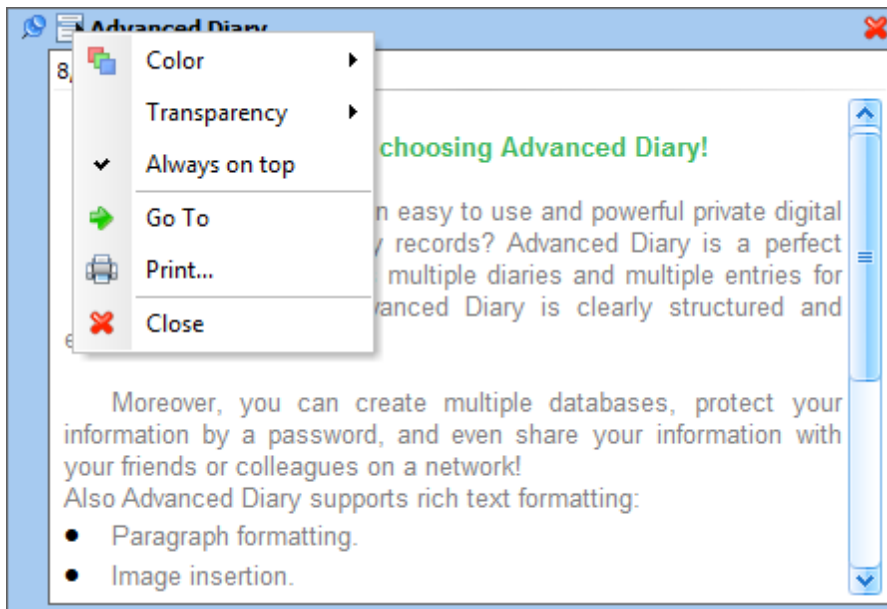 Advanced Diary
8
Color
Transparency
Always on top
Go To
Print...
Close
choosing Advanced Diary!
n easy to use and powerful private digital
records? Advanced Diary is a perfect
multiple diaries and multiple entries for
vanced Diary is clearly structured and
Moreover, you can create multiple databases, protect your
information by a password, and even share your information with
your friends or colleagues on a network!
Also Advanced Diary supports rich text formatting:
● Paragraph formatting.
● Image insertion.